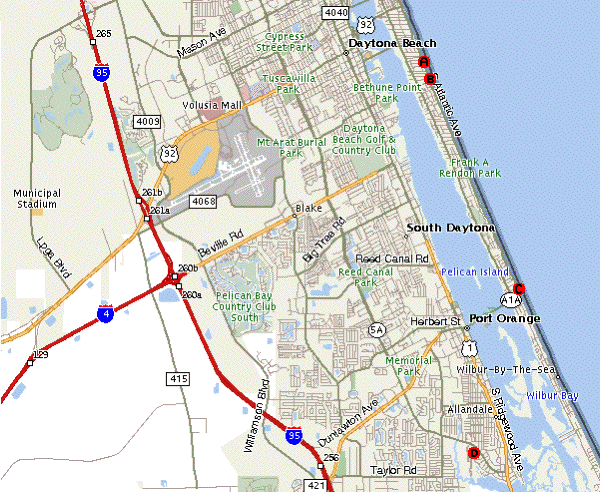 4040
92
265
Mason Ave
Cypress
Street Park
Daytona Beach
A
95
Tuscawilla
Park
B
Volusia Mall
Bethune Point
Park
Atlantic Ave
4009
Mt Arat Burial
Park
Daytona
Beach Golf &
Country Club
92
Frank A
Rendon Park
Municipal
Stadium
261b
4068
261a
Blake
Beville Rd
Big Tree Rd
South Daytona
Lpga Blvd
260b
Reed Canal Rd
Reed Canal
Park
Pelican Island
260a
C
Pelican Bay
Country Club
South
A1A
4
Herbert St
Port Orange
5A
1
129
Memorial
Park
Wilbur-By-The-Sea
415
Williamson Blvd
Wilbur Bay
Allandale
S Ridgewood Ave
Dunlawton Ave
95
D
256
Taylor Rd
421